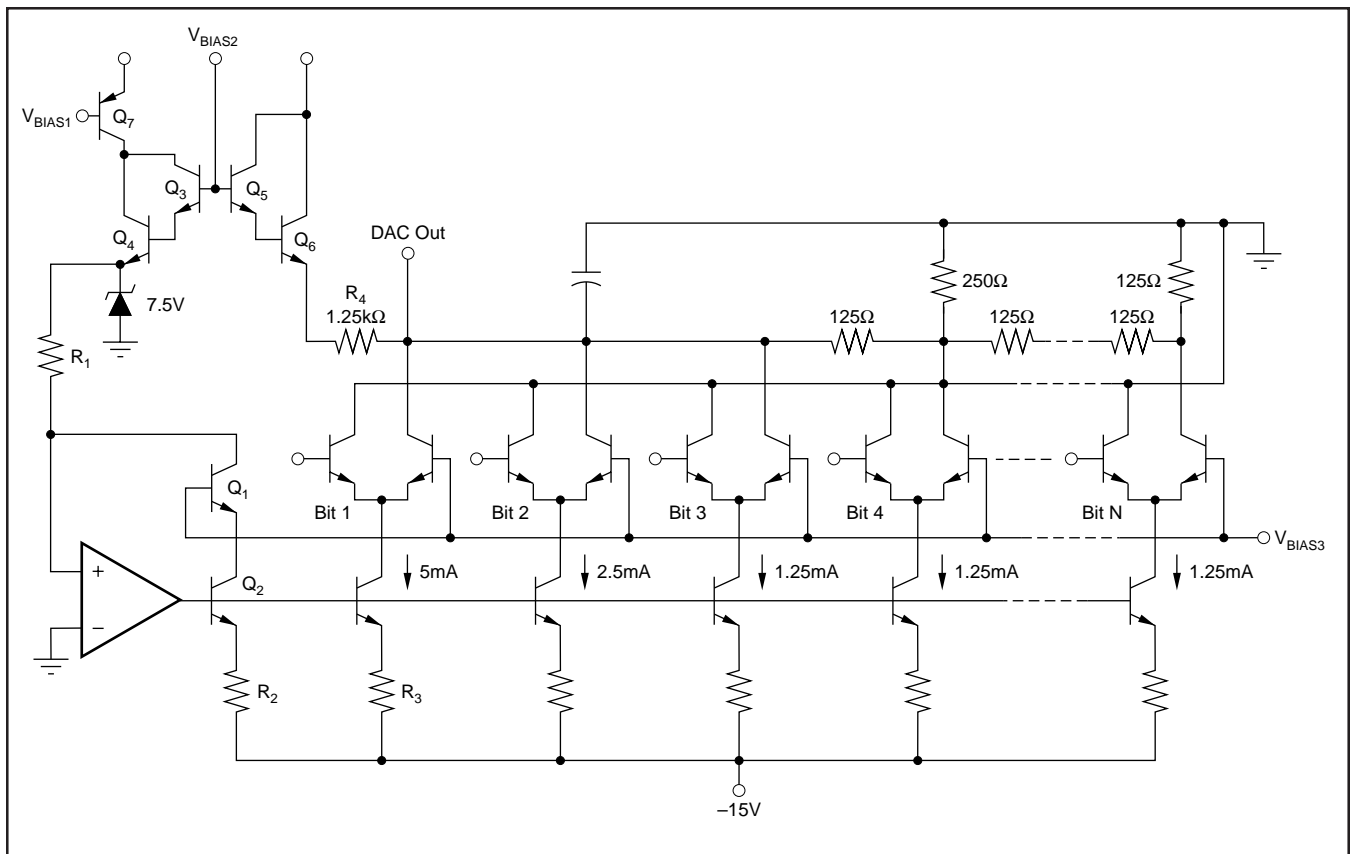 V_BIAS2
V_BIAS1
Q7
Q3
Q5
Q4
Q6
DAC Out
7.5V
R4
1.25kΩ
250Ω
125Ω
125Ω
125Ω
125Ω
R1
Q1
Bit 1
Bit 2
Bit 3
Bit 4
Bit N
V_BIAS3
+
–
Q2
5mA
2.5mA
1.25mA
1.25mA
1.25mA
R2
R3
–15V